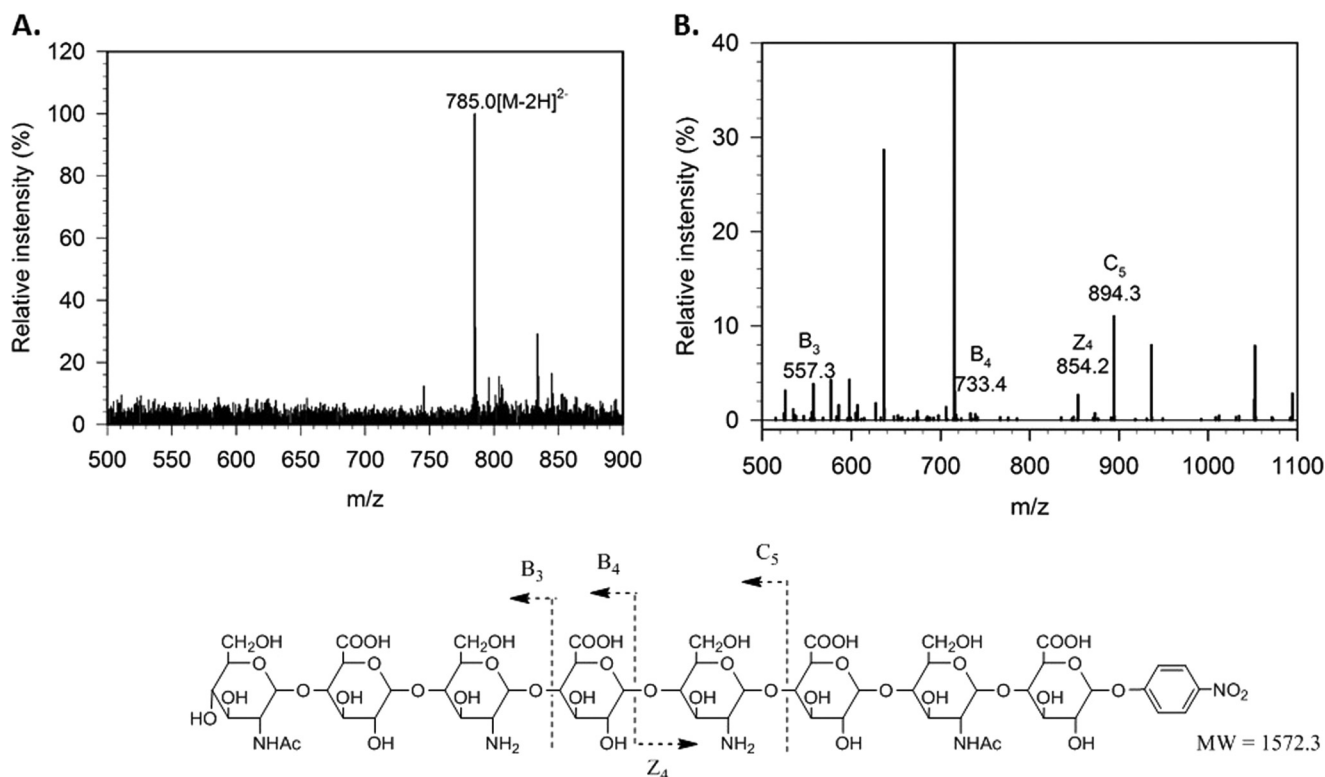 A.
120
100
80
60
40
20
0
Relative instensity (%)
785.0[M-2H]2-
500 550 600 650 700 750 800 850 900
m/z
B.
40
30
20
10
0
Relative instensity (%)
B3
557.3
B4
733.4
Z4
854.2
C5
894.3
500 600 700 800 900 1000 1100
m/z
B3 B4 C5
CH2OH COOH CH2OH COOH CH2OH COOH CH2OH COOH
O O O O O O O O
OH OH OH OH OH OH OH OH
HO O O O O O O O O NO2
NHAc OH NH2 OH NH2 OH NHAc OH
Z4
MW = 1572.3